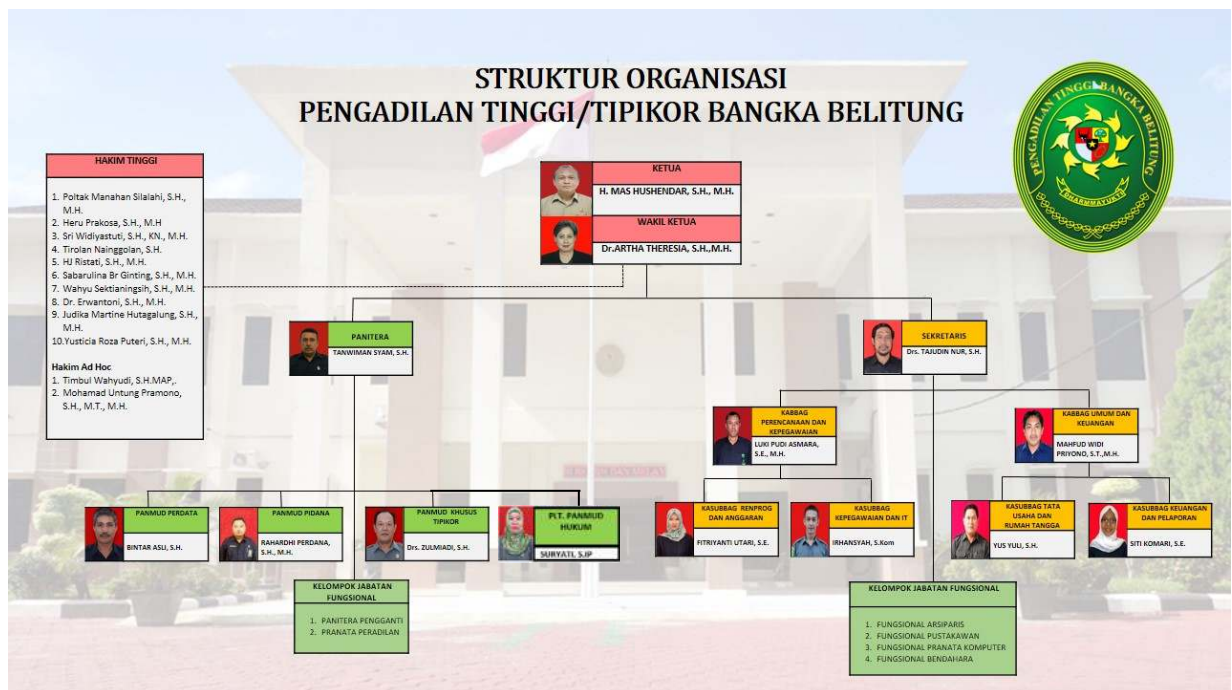 STRUKTUR ORGANISASI
PENGADILAN TINGGI/TIPIKOR BANGKA BELITUNG
PENGADILAN TINGGI BANGKA BELITUNG
DHARMMAYUKTI
HAKIM TINGGI
1. Poltak Manahan Silalahi, S.H.,
M.H.
2. Heru Prakosa, S.H., M.H
3. Sri Widiyastuti, S.H., KN., M.H.
4. Tirolan Nainggolan, S.H.
5. HJ Ristati, S.H., M.H.
6. Sabarulina Br Ginting, S.H., M.H.
7. Wahyu Sektianingsih, S.H., M.H.
8. Dr. Erwantoni, S.H., M.H.
9. Judika Martine Hutagalung, S.H.,
M.H.
10.Yusticia Roza Puteri, S.H., M.H.
Hakim Ad Hoc
1. Timbul Wahyudi, S.H.MAP,.
2. Mohamad Untung Pramono,
S.H., M.T., M.H.
KETUA
H. MAS HUSHENDAR, S.H., M.H.
WAKIL KETUA
Dr.ARTHA THERESIA, S.H.,M.H.
PANITERA
TANWIMAN SYAM, S.H.
SEKRETARIS
Drs. TAJUDIN NUR, S.H.
KABBAG
PERENCANAAN DAN
KEPEGAWAIAN
LUKI PUDI ASMARA,
S.E., M.H.
KABBAG UMUM DAN
KEUANGAN
MAHFUD WIDI
PRIYONO, S.T.,M.H.
PANMUD PERDATA
BINTAR ASLI, S.H.
PANMUD PIDANA
RAHARDHI PERDANA,
S.H., M.H.
PANMUD KHUSUS
TIPIKOR
Drs. ZULMIADI, S.H.
PLT. PANMUD
HUKUM
SURYATI, S.IP
KASUBBAG RENPROG
DAN ANGGARAN
FITRIYANTI UTARI, S.E.
KASUBBAG
KEPEGAWAIAN DAN IT
IRHANSYAH, S.Kom
KASUBBAG TATA
USAHA DAN
RUMAH TANGGA
YUS YULI, S.H.
KASUBBAG KEUANGAN
DAN PELAPORAN
SITI KOMARI, S.E.
KELOMPOK JABATAN
FUNGSIONAL
1. PANITERA PENGGANTI
2. PRANATA PERADILAN
KELOMPOK JABATAN FUNGSIONAL
1. FUNGSIONAL ARSIPARIS
2. FUNGSIONAL PUSTAKAWAN
3. FUNGSIONAL PRANATA KOMPUTER
4. FUNGSIONAL BENDAHARA